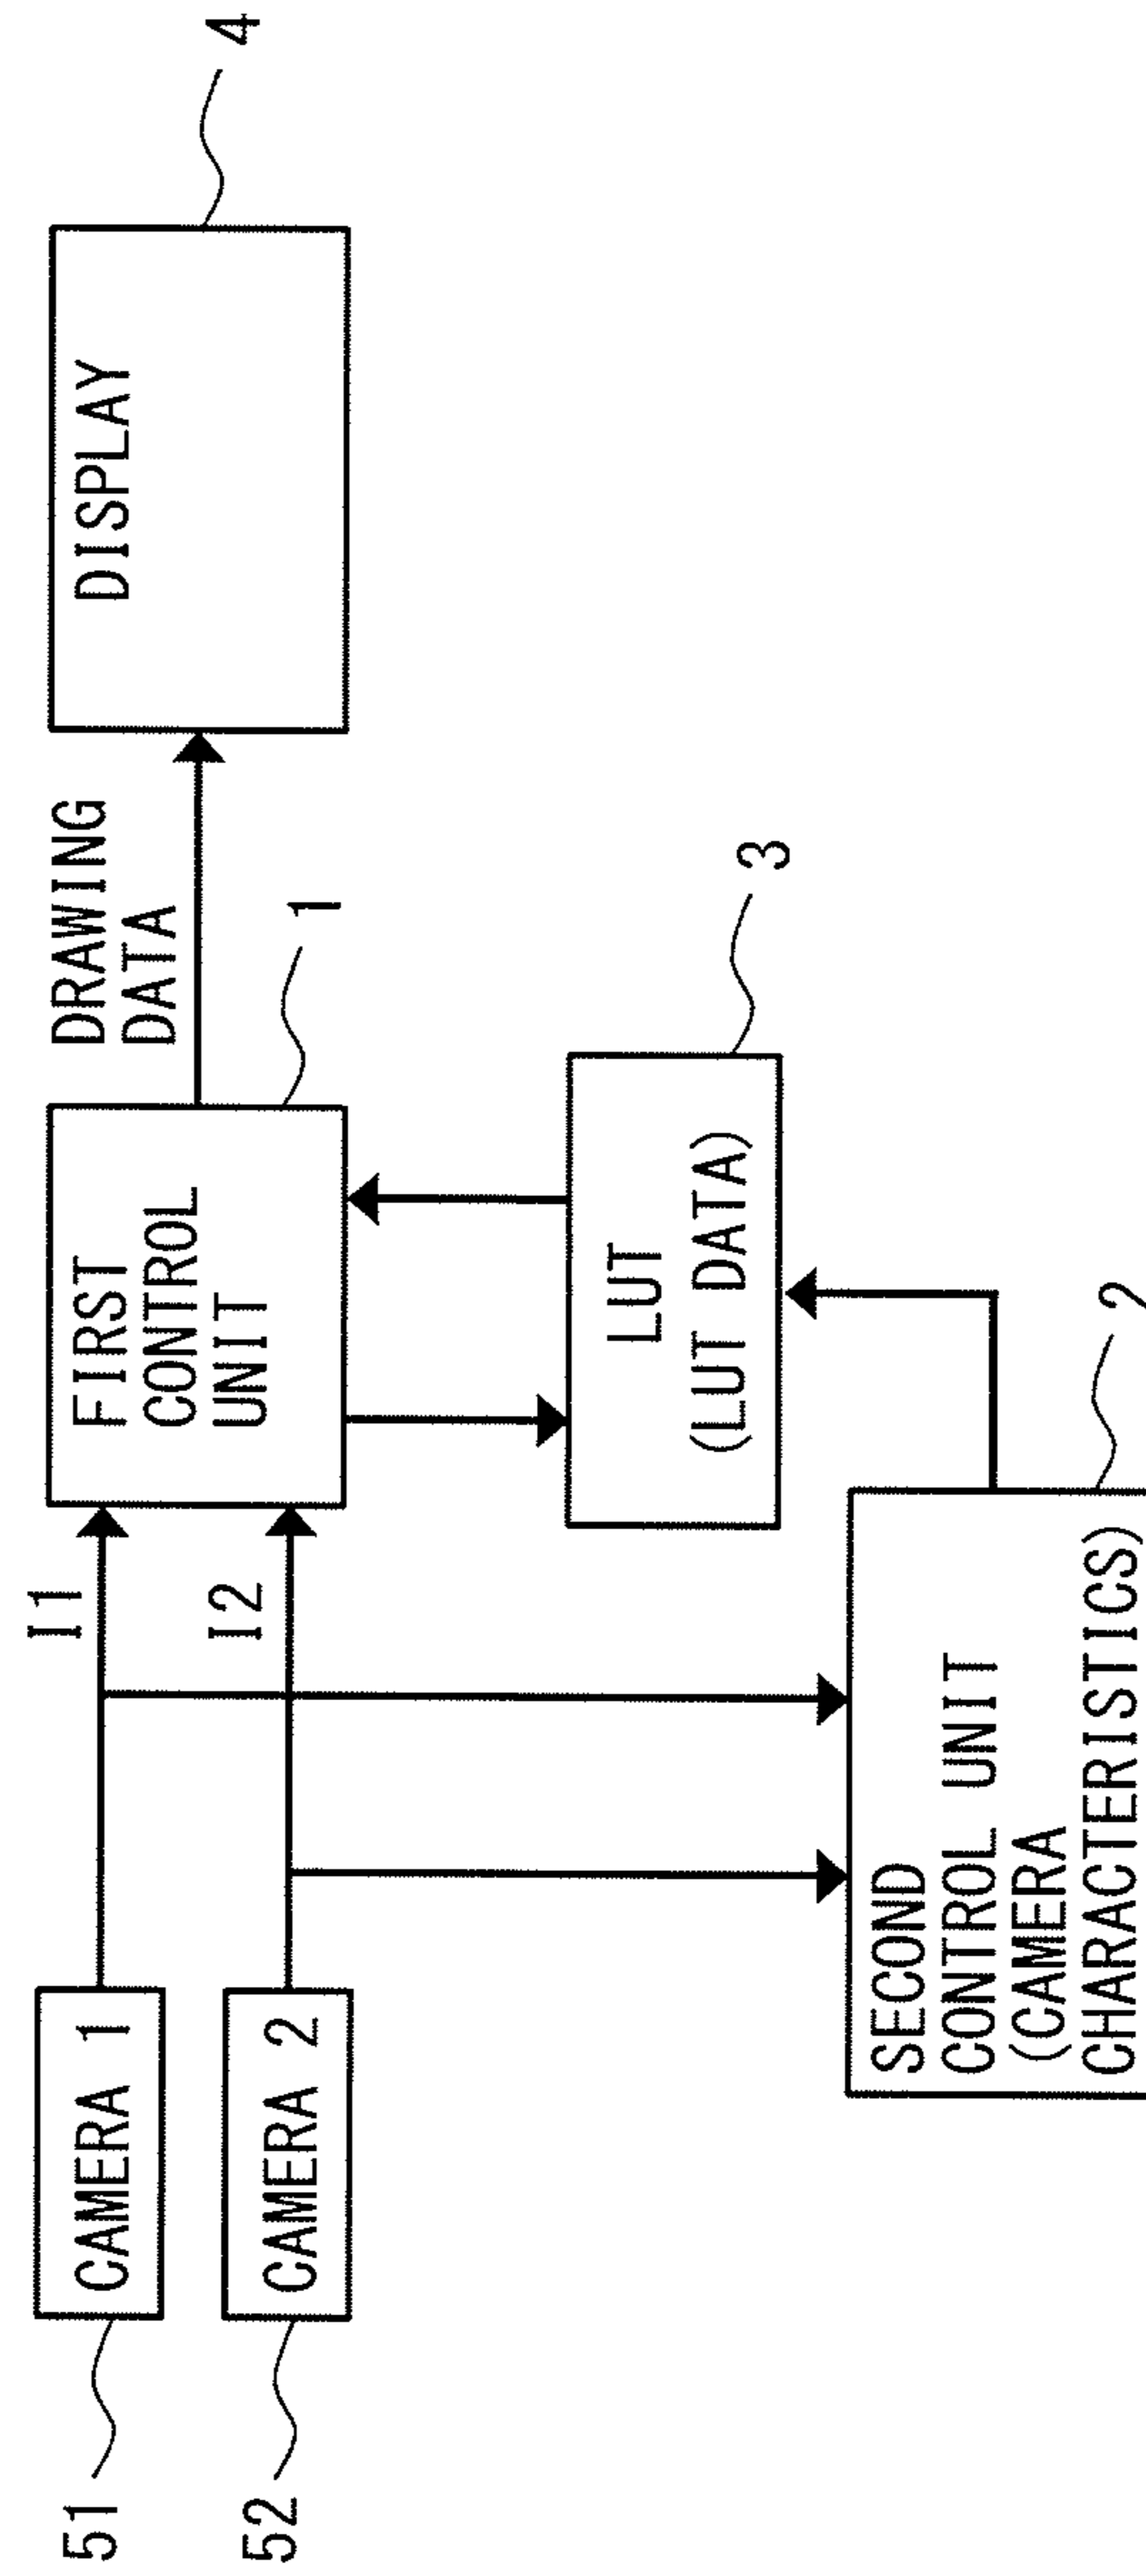 51
CAMERA 1
I1
FIRST
CONTROL
UNIT
1
DRAWING
DATA
DISPLAY
4
52
CAMERA 2
I2
LUT
(LUT DATA)
3
SECOND
CONTROL UNIT
(CAMERA
CHARACTERISTICS)
2